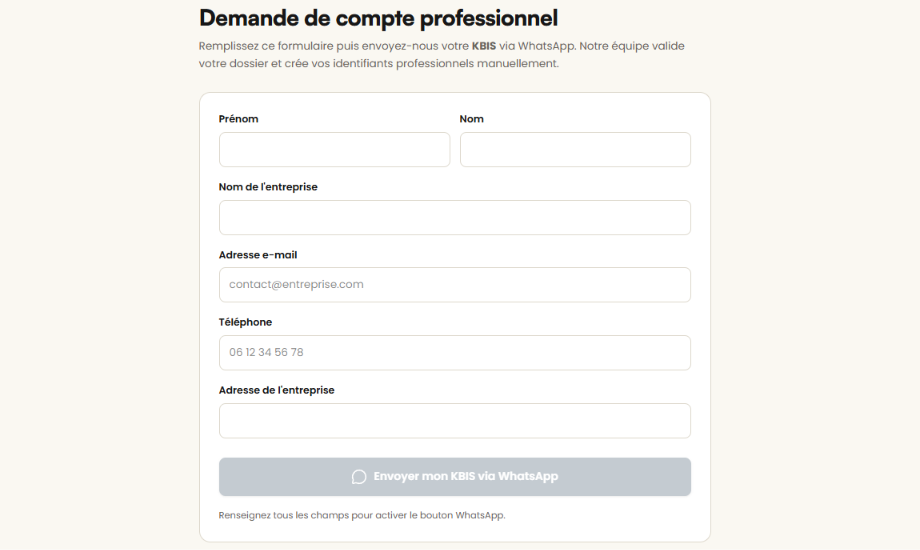 Demande de compte professionnel
Remplissez ce formulaire puis envoyez-nous votre KBIS via WhatsApp. Notre équipe valide
votre dossier et crée vos identifiants professionnels manuellement.
Prénom
Nom
Nom de l'entreprise
Adresse e-mail
contact@entreprise.com
Téléphone
06 12 34 56 78
Adresse de l'entreprise
Envoyer mon KBIS via WhatsApp
Renseignez tous les champs pour activer le bouton WhatsApp.